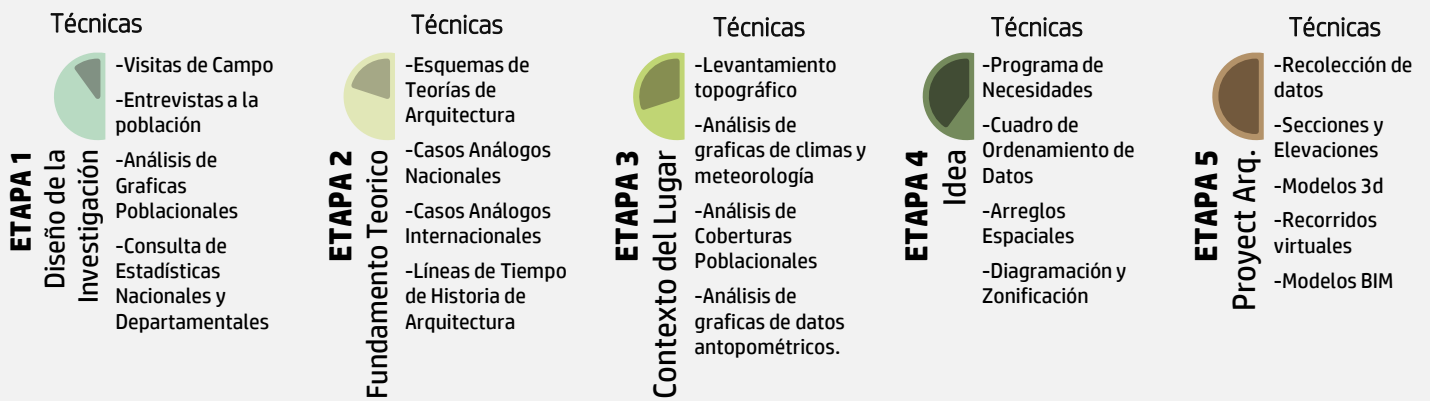 Técnicas
-Visitas de Campo
-Entrevistas a la
población
-Análisis de
Graficas
Poblacionales
-Consulta de
Estadísticas
Nacionales y
Departamentales
ETAPA 1
Diseño de la
Investigación
Técnicas
-Esquemas de
Teorías de
Arquitectura
-Casos Análogos
Nacionales
-Casos Análogos
Internacionales
-Líneas de Tiempo
de Historia de
Arquitectura
ETAPA 2
Fundamento Teorico
Técnicas
-Levantamiento
topográfico
-Análisis de
graficas de climas y
meteorología
-Análisis de
Coberturas
Poblacionales
-Análisis de
graficas de datos
antopométricos.
ETAPA 3
Contexto del Lugar
Técnicas
-Programa de
Necesidades
-Cuadro de
Ordenamiento de
Datos
-Arreglos
Espaciales
-Diagramación y
Zonificación
ETAPA 4
Idea
Técnicas
-Recolección de
datos
-Secciones y
Elevaciones
-Modelos 3d
-Recorridos
virtuales
-Modelos BIM
ETAPA 5
Proyect Arq.